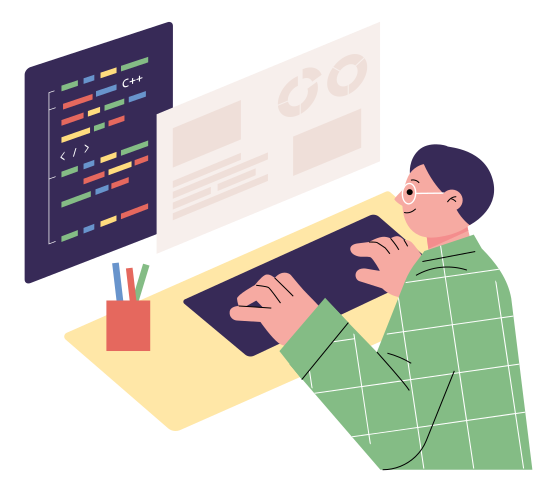 C++
< / >